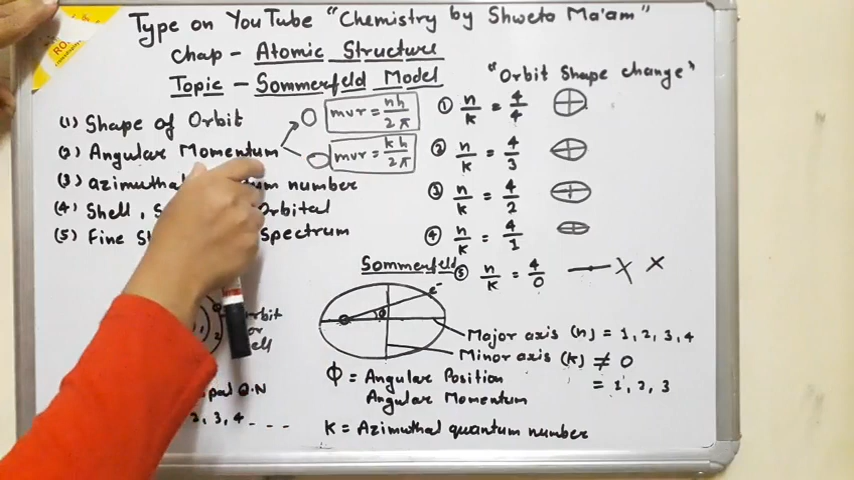 Type on YouTube "Chemistry by Shweta Ma'am"
Chap - Atomic Structure
Topic - Sommerfeld Model
"Orbit Shape change"
(1) Shape of Orbit
(2) Angular Momentum
mvr = nh/2π
mvr = kh/2π
(3) azimuthal number
(4) Shell, Orbital
(5) Fine Spectrum
① n/k = 4/4
② n/k = 4/3
③ n/k = 4/2
④ n/k = 4/1
⑤ n/k = 4/0 X X
Sommerfeld
e-
ϕ
Major axis (n) = 1, 2, 3, 4
Minor axis (k) ≠ 0
= 1, 2, 3
ϕ = Angular Position
Angular Momentum
K = Azimuthal quantum number
1 2
Orbit
or
Shell
Q.N
2, 3, 4 - - -